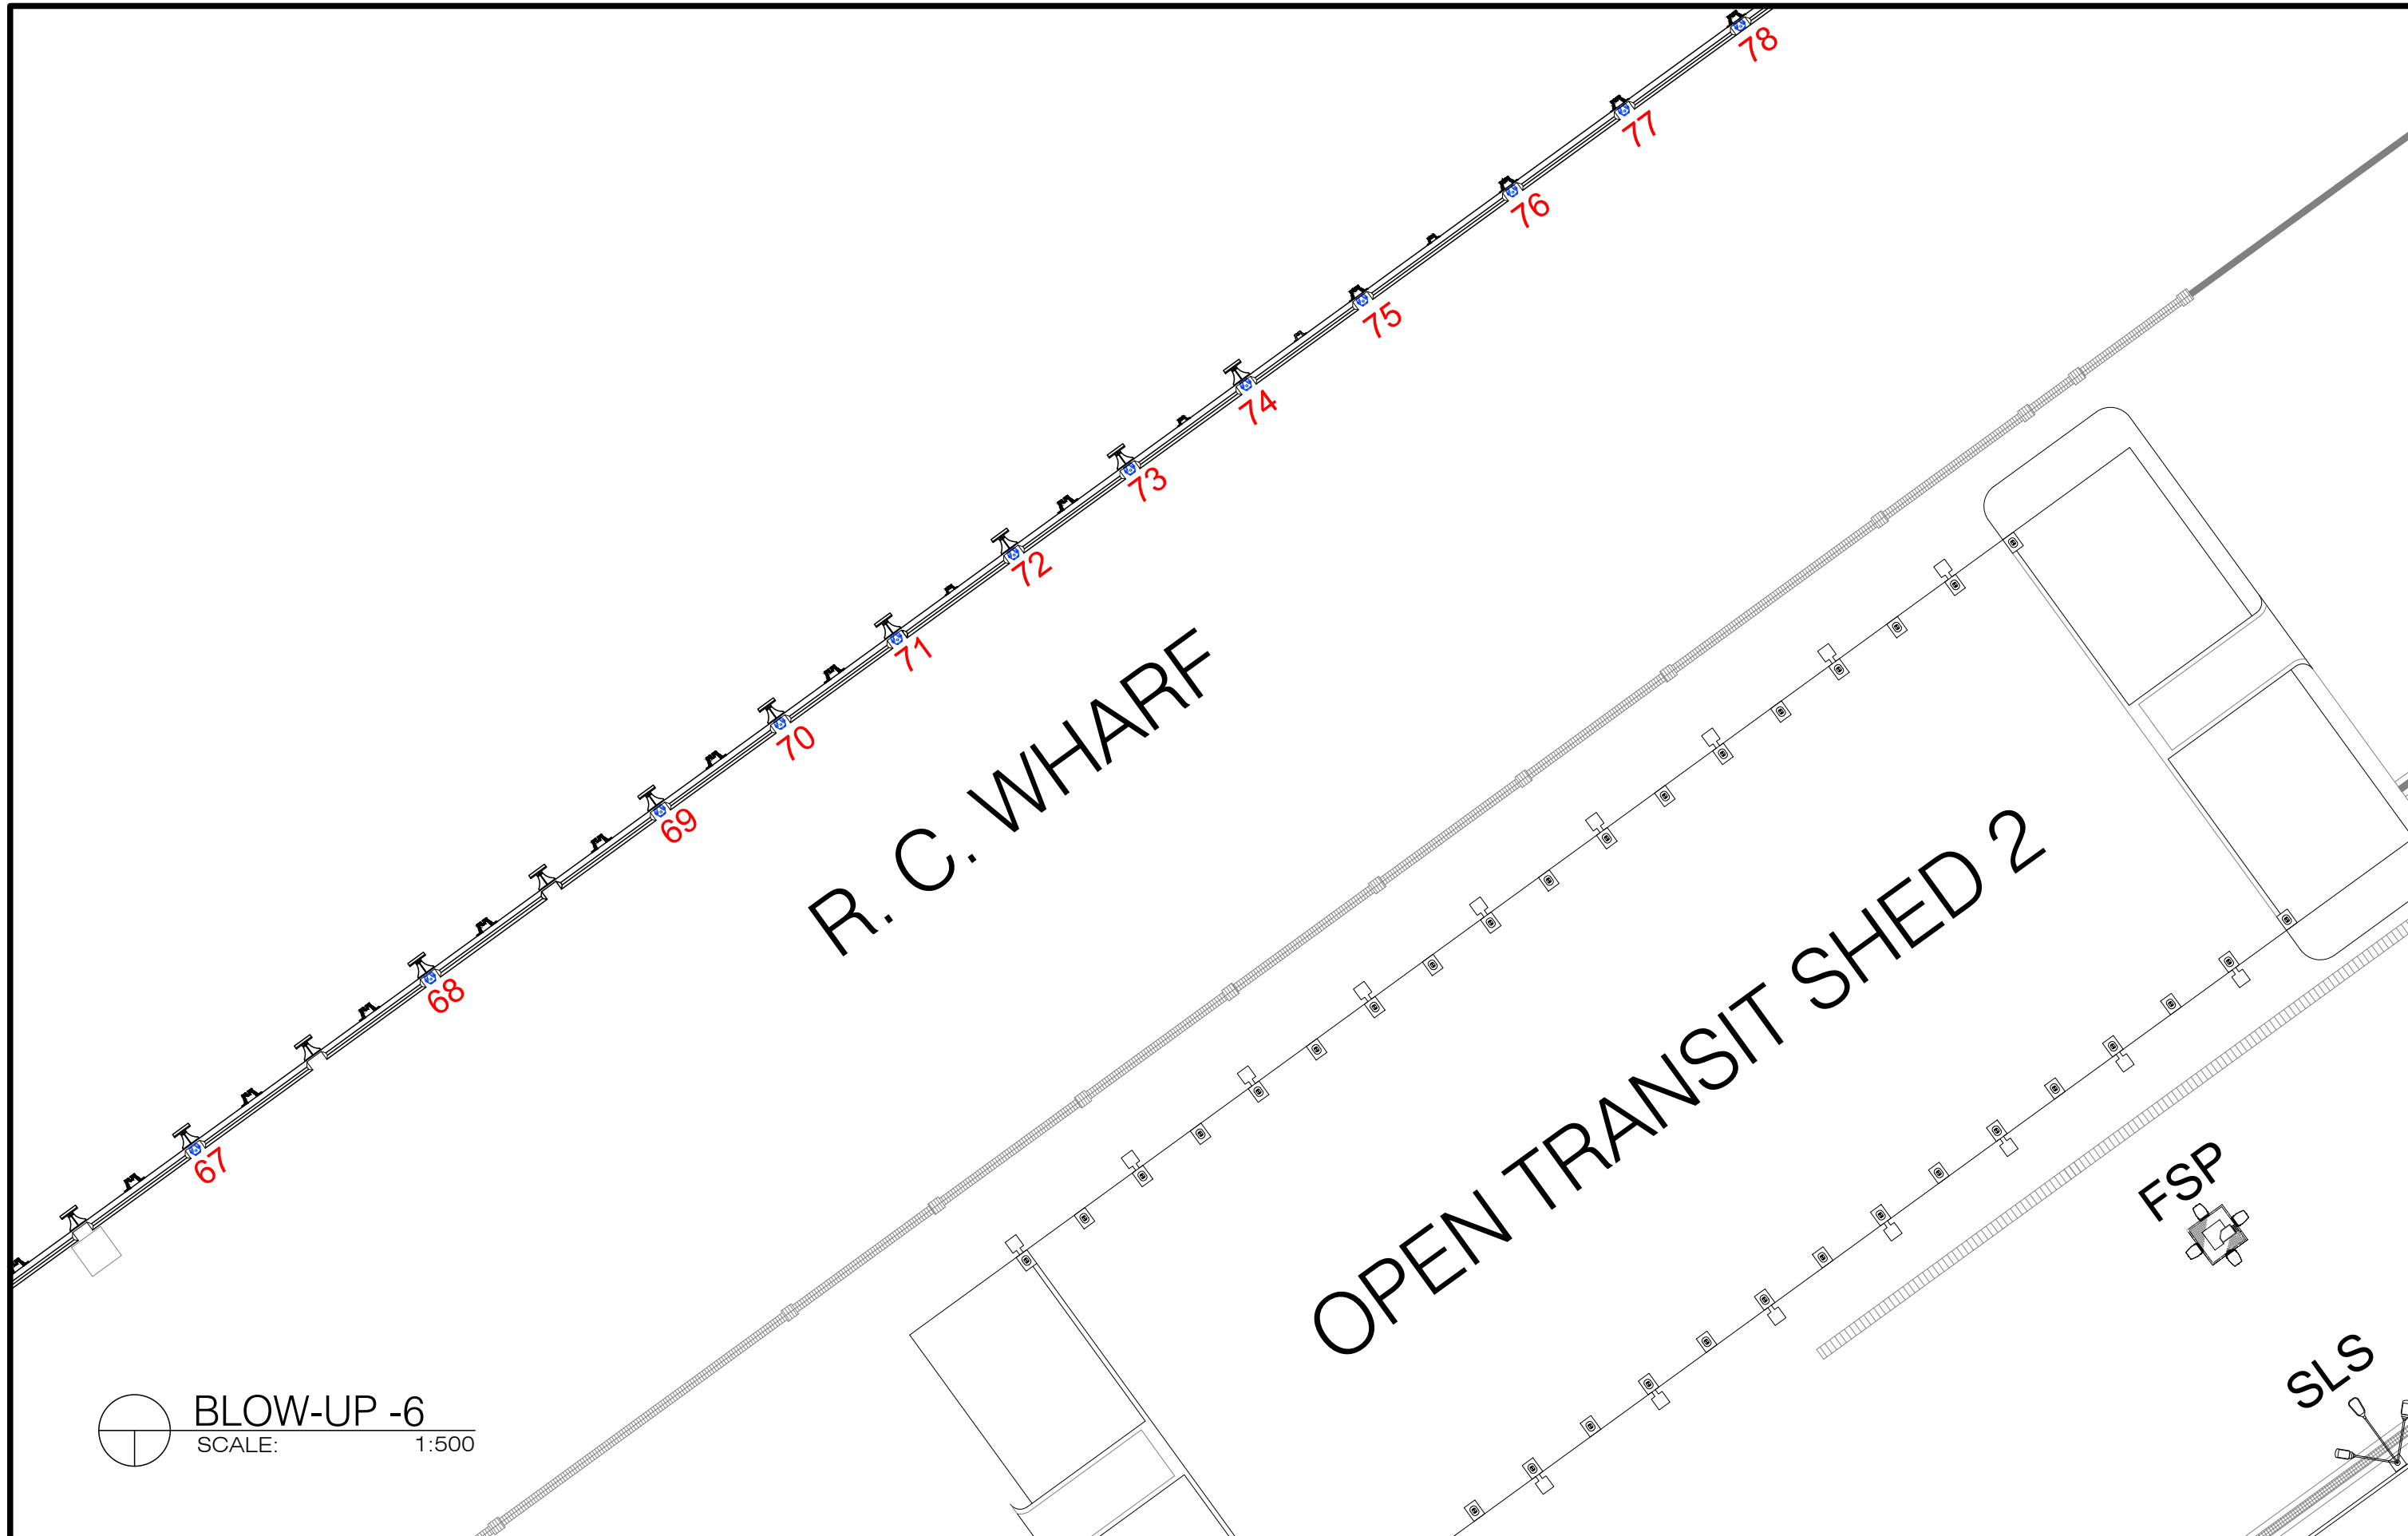 78
77
76
75
74
73
72
71
70
69
68
67
R. C. WHARF
OPEN TRANSIT SHED 2
FSP
SLS
BLOW-UP -6
SCALE: 1:500